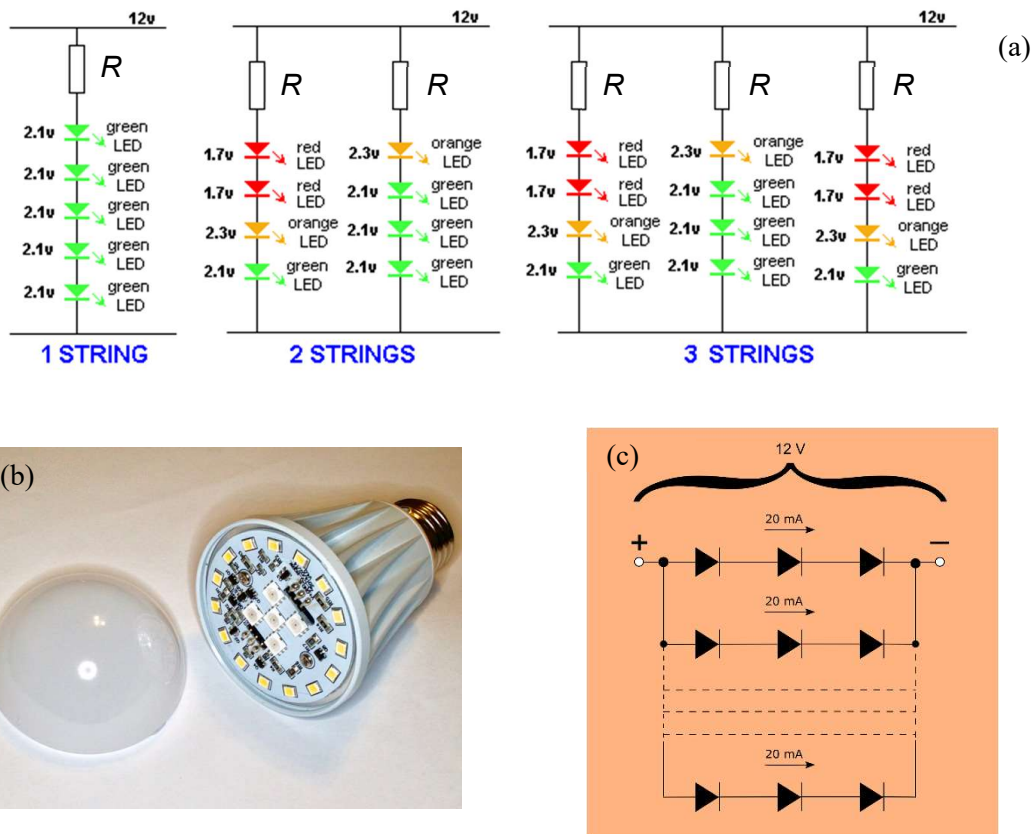 12v
12v
12v
(a)
R
R
R
R
R
R
2.1v green LED
2.1v green LED
2.1v green LED
2.1v green LED
2.1v green LED
1 STRING
1.7v red LED
1.7v red LED
2.3v orange LED
2.1v green LED
2.3v orange LED
2.1v green LED
2.1v green LED
2.1v green LED
2 STRINGS
1.7v red LED
1.7v red LED
2.3v orange LED
2.1v green LED
2.3v orange LED
2.1v green LED
2.1v green LED
2.1v green LED
1.7v red LED
1.7v red LED
2.3v orange LED
2.1v green LED
3 STRINGS
(b)
(c)
12 V
20 mA
+
−
20 mA
20 mA